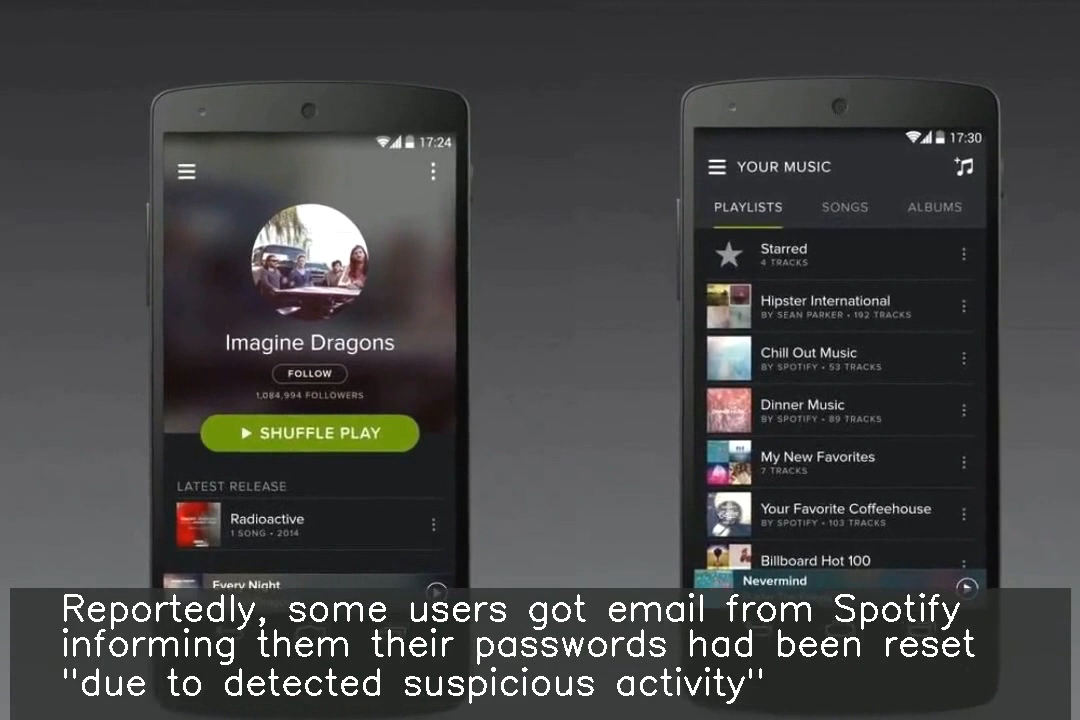 17:24
Imagine Dragons
FOLLOW
1,084,994 FOLLOWERS
SHUFFLE PLAY
LATEST RELEASE
Radioactive
1 SONG • 2014
Every Night
17:30
YOUR MUSIC
PLAYLISTS SONGS ALBUMS
Starred
4 TRACKS
Hipster International
BY SEAN PARKER • 192 TRACKS
Chill Out Music
BY SPOTIFY • 53 TRACKS
Dinner Music
BY SPOTIFY • 89 TRACKS
My New Favorites
7 TRACKS
Your Favorite Coffeehouse
BY SPOTIFY • 103 TRACKS
Billboard Hot 100
Nevermind
Reportedly, some users got email from Spotify
informing them their passwords had been reset
"due to detected suspicious activity"